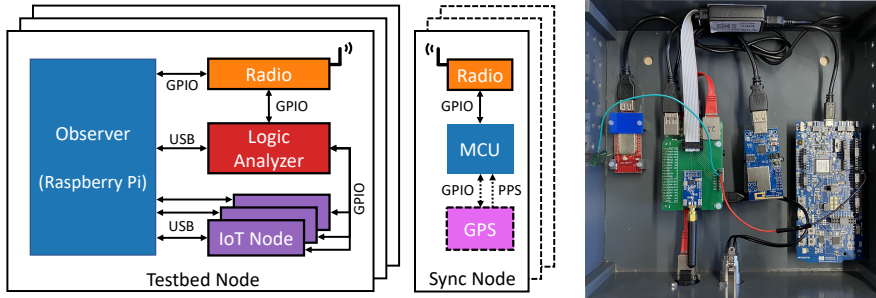 Observer
(Raspberry Pi)
GPIO
Radio
GPIO
USB
Logic
Analyzer
GPIO
USB
IoT Node
Testbed Node
Radio
GPIO
MCU
GPIO
PPS
GPS
Sync Node